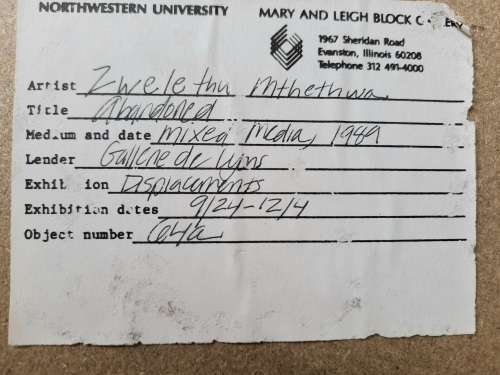 NORTHWESTERN UNIVERSITY
MARY AND LEIGH BLOCK
1967 Sheridan Road
Evanston, Illinois 60208
Telephone 312 491-4000
Artist Zwelethu Mthethwa
Title Abandoned
Medium and date Mixed Media, 1989
Lender Gallerie de
Exhibition Displacements
Exhibition dates 9/24-12/4
Object number 64a